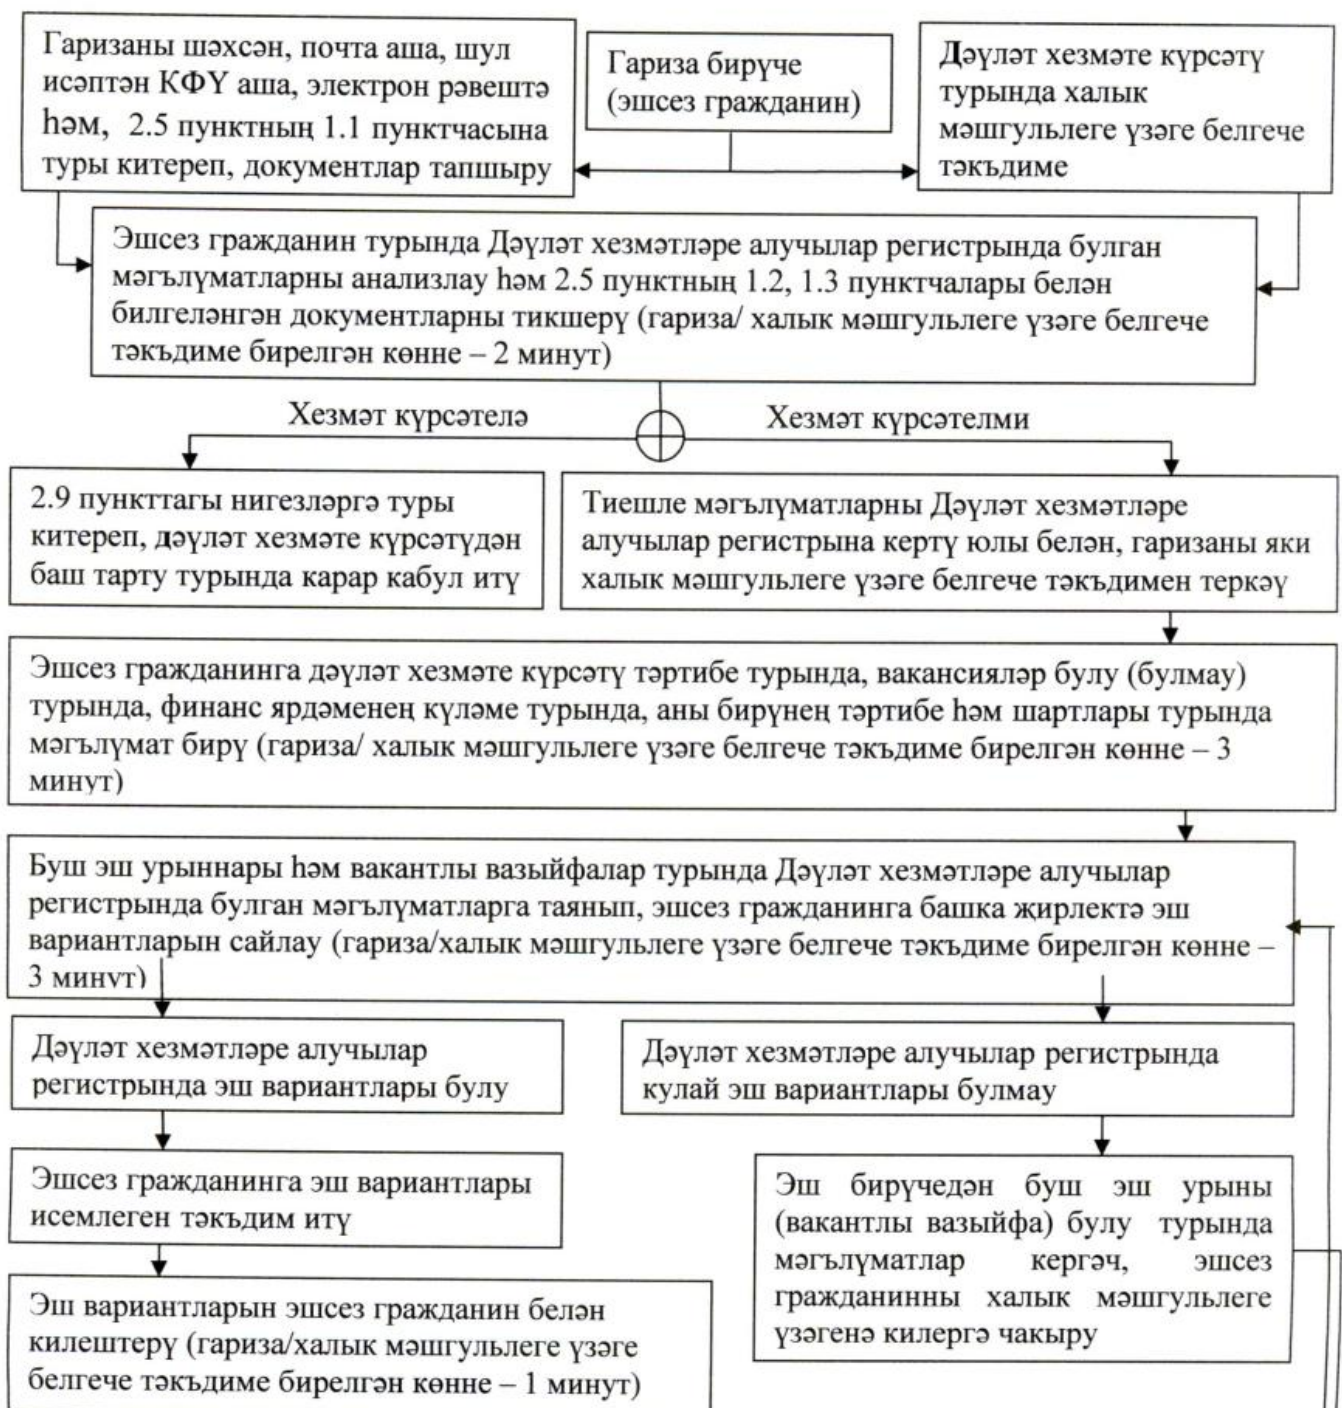 Гаризаны шәхсән, почта аша, шул
исәптән КФҮ аша, электрон рәвештә
һәм, 2.5 пунктның 1.1 пунктчасына
туры китереп, документлар тапшыру
Гариза бирүче
(эшсез гражданин)
Дәүләт хезмәте күрсәтү
турында халык
мәшгульлеге үзәге белгече
тәкъдиме
Эшсез гражданин турында Дәүләт хезмәтләре алучылар регистрында булган
мәгълүматларны анализлау һәм 2.5 пунктның 1.2, 1.3 пунктчалары белән
билгеләнгән документларны тикшерү (гариза/ халык мәшгульлеге үзәге белгече
тәкъдиме бирелгән көнне – 2 минут)
Хезмәт күрсәтелә
Хезмәт күрсәтелми
2.9 пункттагы нигезләргә туры
китереп, дәүләт хезмәте күрсәтүдән
баш тарту турында карар кабул итү
Тиешле мәгълүматларны Дәүләт хезмәтләре
алучылар регистрына кертү юлы белән, гаризаны яки
халык мәшгульлеге үзәге белгече тәкъдимен теркәү
Эшсез гражданинга дәүләт хезмәте күрсәтү тәртибе турында, вакансияләр булу (булмау)
турында, финанс ярдәменең күләме турында, аны бирүнең тәртибе һәм шартлары турында
мәгълүмат бирү (гариза/ халык мәшгульлеге үзәге белгече тәкъдиме бирелгән көнне – 3
минут)
Буш эш урыннары һәм вакантлы вазыйфалар турында Дәүләт хезмәтләре алучылар
регистрында булган мәгълүматларга таянып, эшсез гражданинга башка җирлектә эш
вариантларын сайлау (гариза/халык мәшгульлеге үзәге белгече тәкъдиме бирелгән көнне –
3 минут)
Дәүләт хезмәтләре алучылар
регистрында эш вариантлары булу
Дәүләт хезмәтләре алучылар регистрында
кулай эш вариантлары булмау
Эшсез гражданинга эш вариантлары
исемлеген тәкъдим итү
Эш бирүчедән буш эш урыны
(вакантлы вазыйфа) булу турында
мәгълүматлар кергәч, эшсез
гражданинны халык мәшгульлеге
үзәгенә килергә чакыру
Эш вариантларын эшсез гражданин белән
килештерү (гариза/халык мәшгульлеге үзәге
белгече тәкъдиме бирелгән көнне – 1 минут)